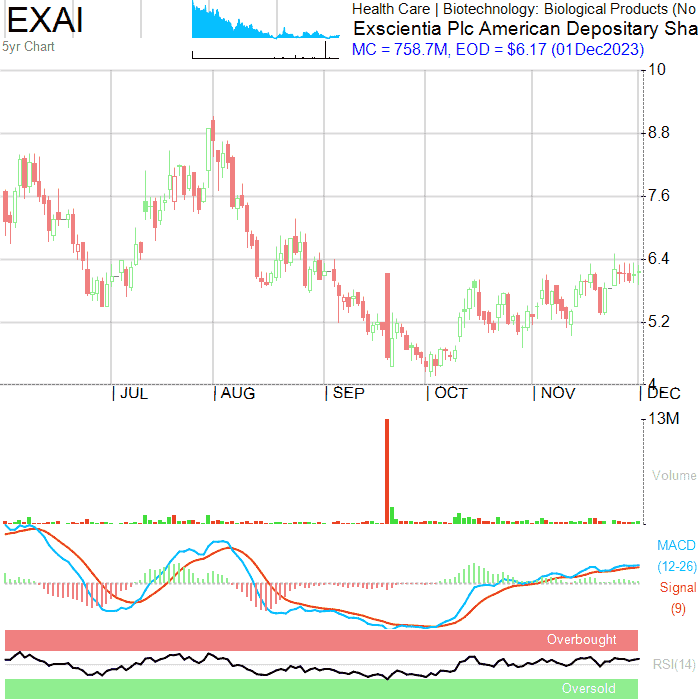 EXAI
5yr Chart
Health Care | Biotechnology: Biological Products (No
Exscientia Plc American Depositary Sha
MC = 758.7M, EOD = $6.17 (01Dec2023)
10
8.8
7.6
6.4
5.2
4
JUL AUG SEP OCT NOV DEC
13M
Volume
MACD
(12-26)
Signal
(9)
Overbought
RSI(14)
Oversold